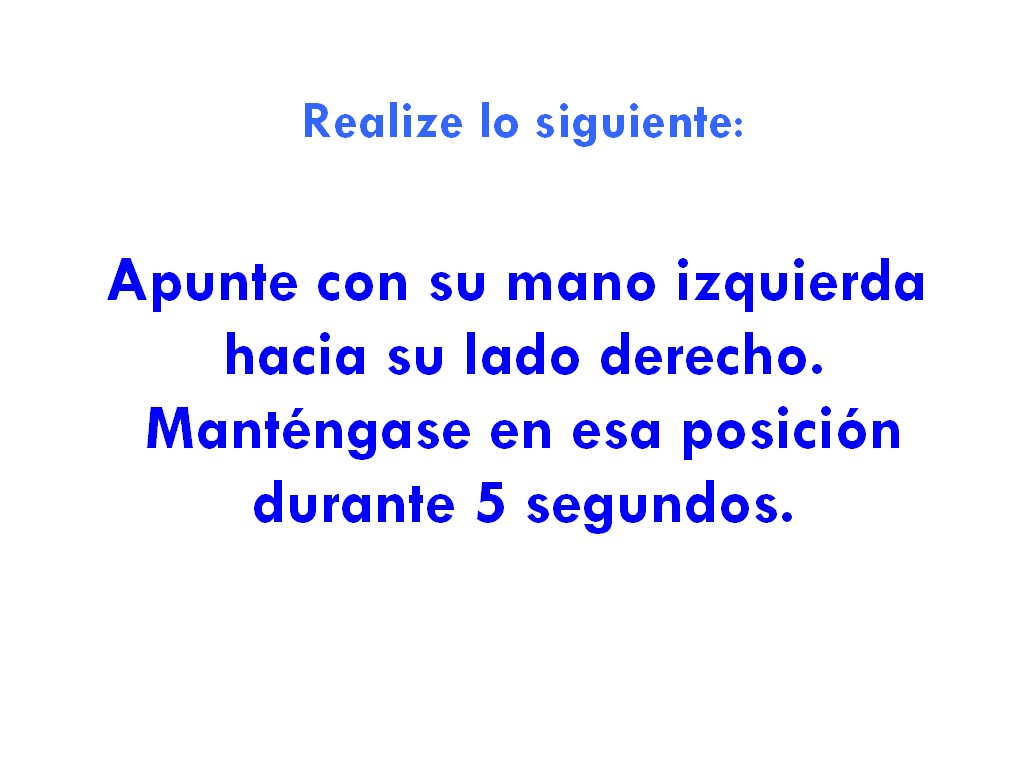 Realize lo siguiente:
Apunte con su mano izquierda
hacia su lado derecho.
Manténgase en esa posición
durante 5 segundos.